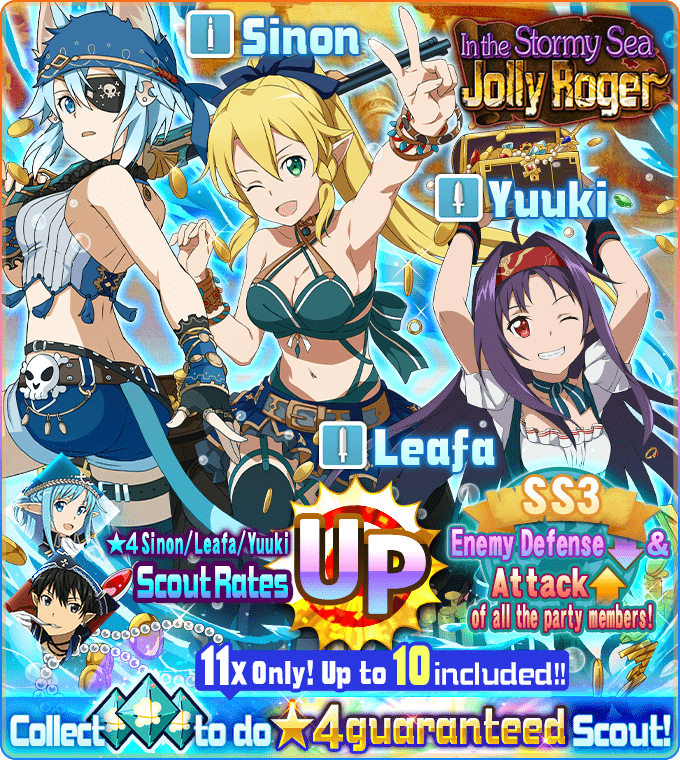 Sinon
In the Stormy Sea
Jolly Roger
Yuuki
Leafa
★4 Sinon/Leafa/Yuuki
Scout Rates
UP
SS3
Enemy Defense ⬇ &
Attack ⬆
of all the party members!
11x Only! Up to 10 included!!
Collect to do ★4 guaranteed Scout!